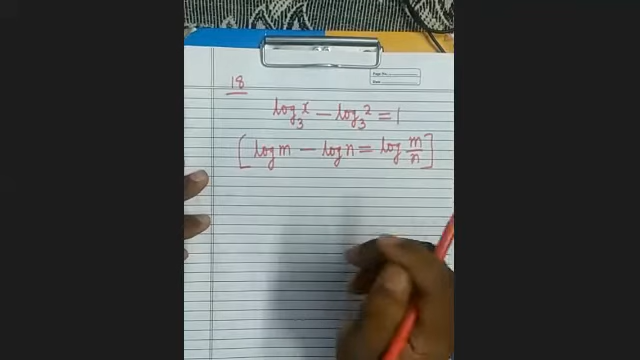 18
log₃x − log₃2 = 1
[log m − log n = log m/n]